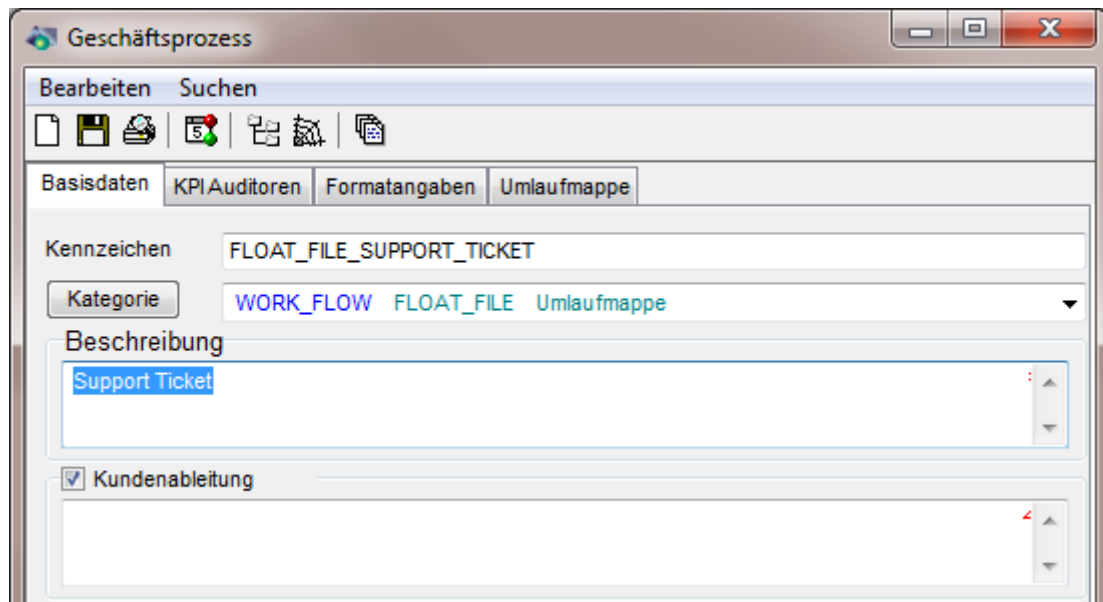 Geschäftsprozess
Bearbeiten Suchen
Basisdaten KPI Auditoren Formatangaben Umlaufmappe
Kennzeichen FLOAT_FILE_SUPPORT_TICKET
Kategorie WORK_FLOW FLOAT_FILE Umlaufmappe
Beschreibung
Support Ticket
Kundenableitung